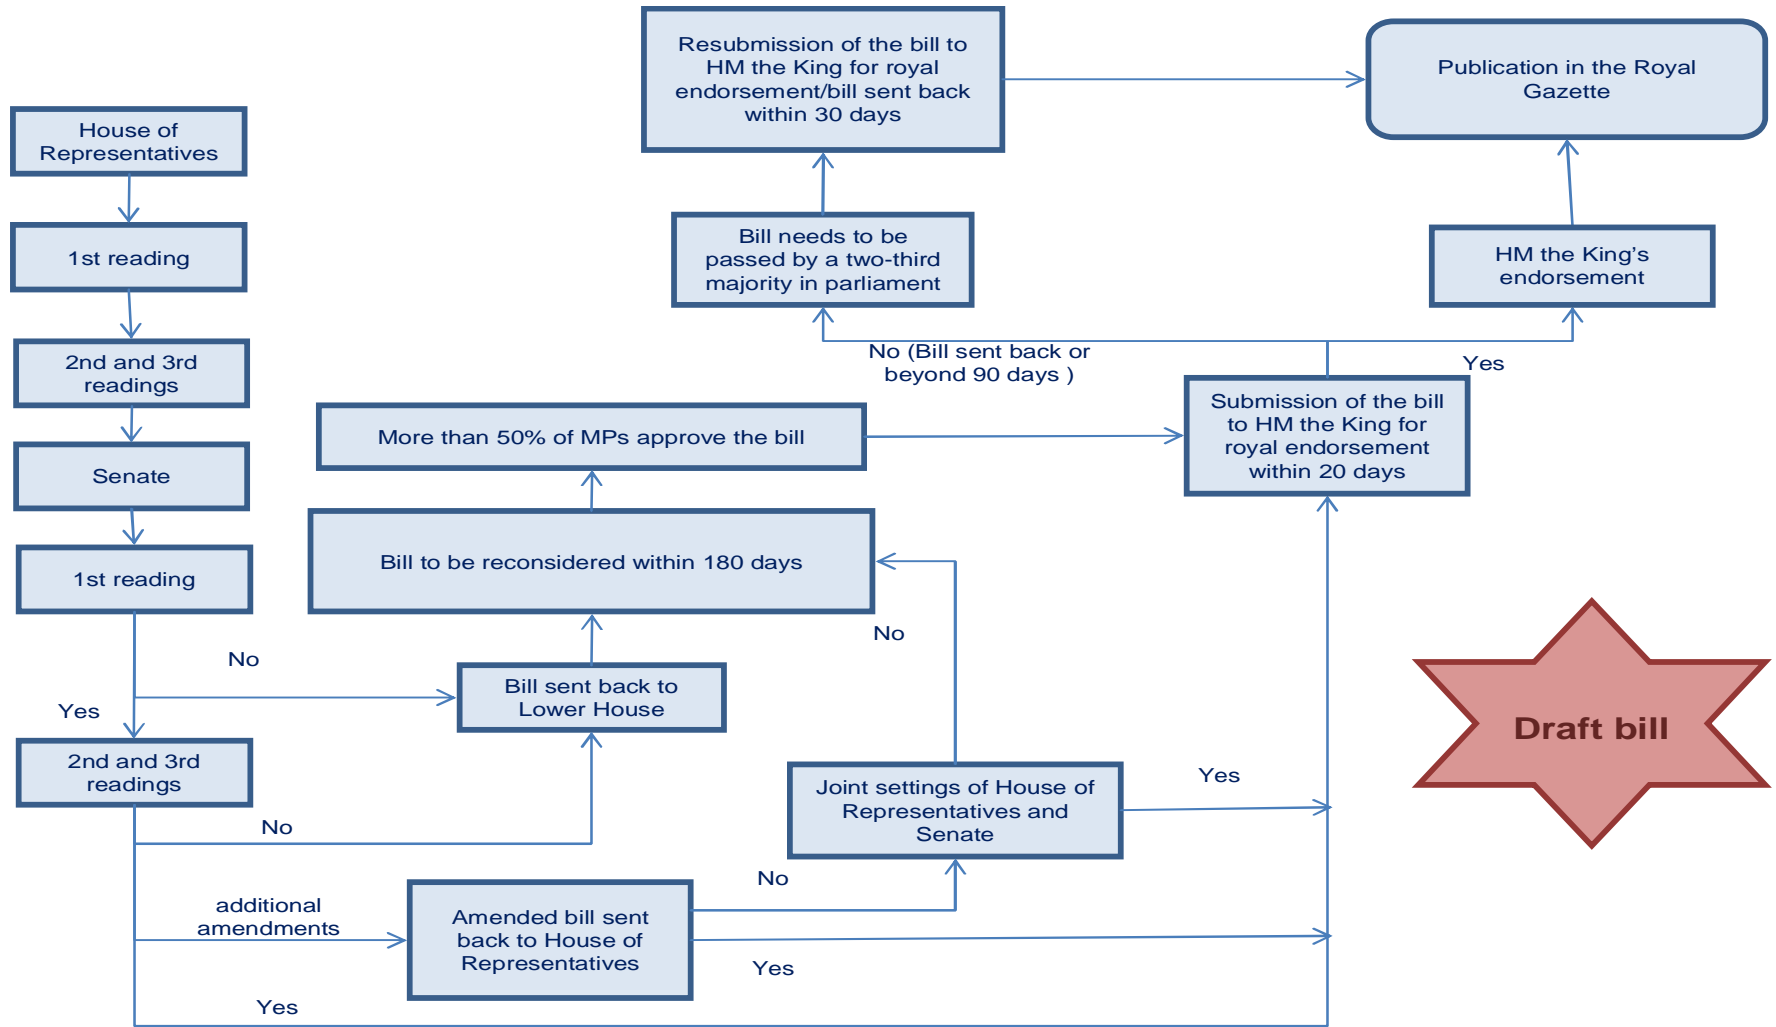 Resubmission of the bill to
HM the King for royal
endorsement/bill sent back
within 30 days
Publication in the Royal
Gazette
House of
Representatives
1st reading
Bill needs to be
passed by a two-third
majority in parliament
HM the King's
endorsement
2nd and 3rd
readings
No (Bill sent back or
beyond 90 days )
Yes
More than 50% of MPs approve the bill
Submission of the bill
to HM the King for
royal endorsement
within 20 days
Senate
1st reading
Bill to be reconsidered within 180 days
No
No
Bill sent back to
Lower House
Yes
Draft bill
2nd and 3rd
readings
Joint settings of House of
Representatives and
Senate
Yes
No
No
additional
amendments
Amended bill sent
back to House of
Representatives
Yes
Yes